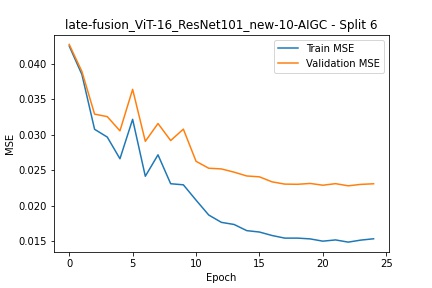 late-fusion_ViT-16_ResNet101_new-10-AIGC - Split 6
Train MSE
Validation MSE
MSE
0.040
0.035
0.030
0.025
0.020
0.015
0 5 10 15 20 25
Epoch